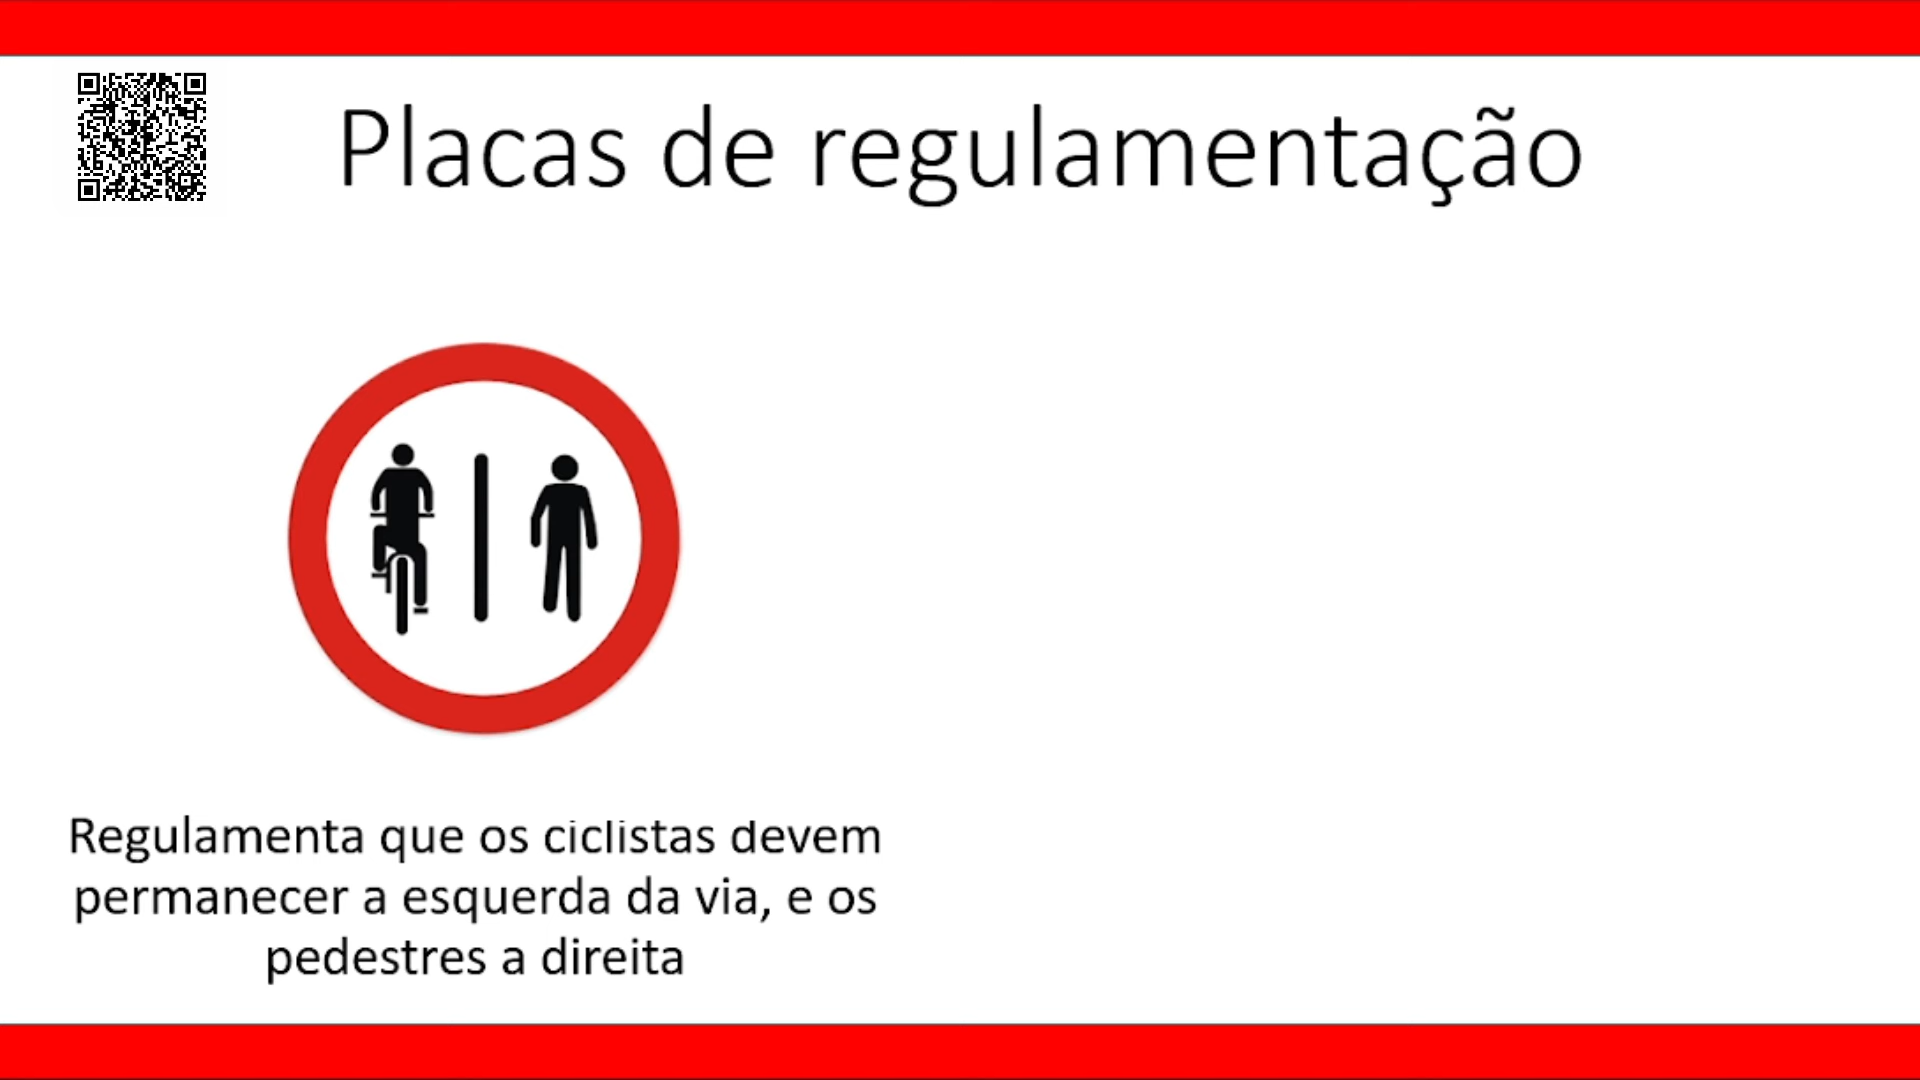 Placas de regulamentação
Regulamenta que os ciclistas devem
permanecer a esquerda da via, e os
pedestres a direita